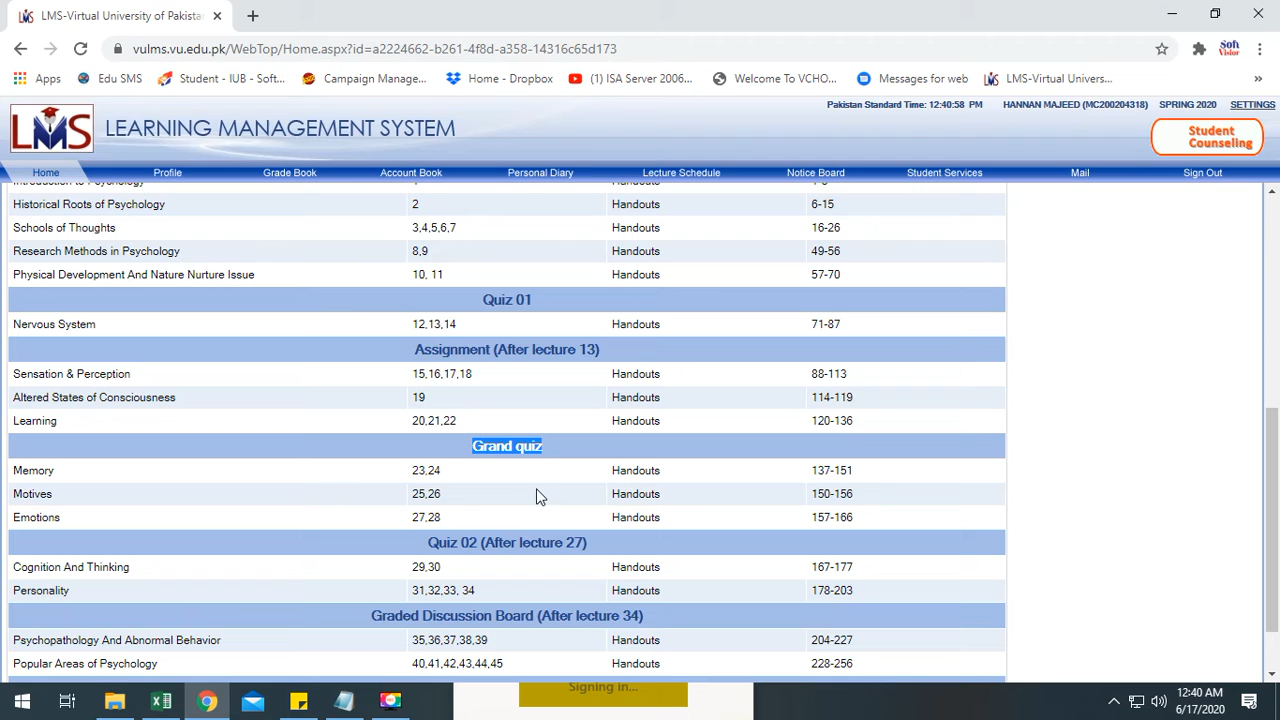 LMS-Virtual University of Pakista
vulms.vu.edu.pk/WebTop/Home.aspx?id=a2224662-b261-4f8d-a358-14316c65d173
Soft Vision
Apps Edu SMS Student - IUB - Soft... Campaign Manage... Home - Dropbox (1) ISA Server 2006... Welcome To VCHO... Messages for web LMS-Virtual Univers... »
Pakistan Standard Time: 12:40:58 PM HANNAN MAJEED (MC200204318) SPRING 2020 SETTINGS
LMS LEARNING MANAGEMENT SYSTEM
Student
Counseling
Home Profile Grade Book Account Book Personal Diary Lecture Schedule Notice Board Student Services Mail Sign Out
Introduction to Psychology Handouts
Historical Roots of Psychology 2 Handouts 6-15
Schools of Thoughts 3,4,5,6,7 Handouts 16-26
Research Methods in Psychology 8,9 Handouts 49-56
Physical Development And Nature Nurture Issue 10, 11 Handouts 57-70
Quiz 01
Nervous System 12,13,14 Handouts 71-87
Assignment (After lecture 13)
Sensation & Perception 15,16,17,18 Handouts 88-113
Altered States of Consciousness 19 Handouts 114-119
Learning 20,21,22 Handouts 120-136
Grand quiz
Memory 23,24 Handouts 137-151
Motives 25,26 Handouts 150-156
Emotions 27,28 Handouts 157-166
Quiz 02 (After lecture 27)
Cognition And Thinking 29,30 Handouts 167-177
Personality 31,32,33, 34 Handouts 178-203
Graded Discussion Board (After lecture 34)
Psychopathology And Abnormal Behavior 35,36,37,38,39 Handouts 204-227
Popular Areas of Psychology 40,41,42,43,44,45 Handouts 228-256
Signing in...
12:40 AM
6/17/2020